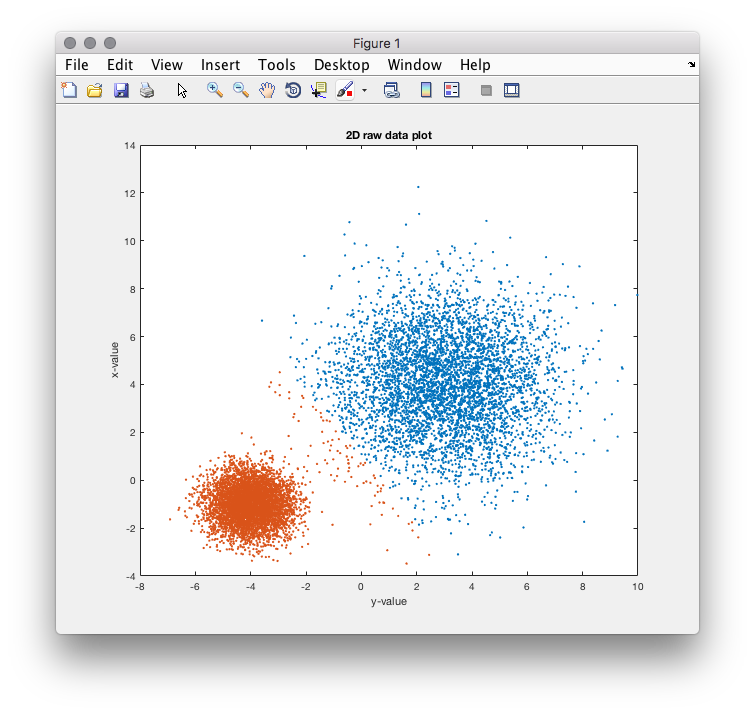 Figure 1
File Edit View Insert Tools Desktop Window Help
2D raw data plot
14
12
10
8
6
4
2
0
-2
-4
x-value
-8 -6 -4 -2 0 2 4 6 8 10
y-value